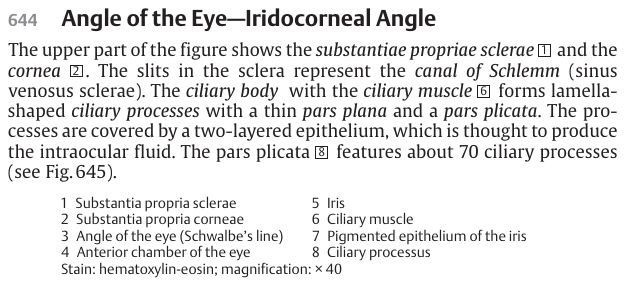 644 Angle of the Eye—Iridocorneal Angle
The upper part of the figure shows the substantiae propriae sclerae 1 and the
cornea 2. The slits in the sclera represent the canal of Schlemm (sinus
venosus sclerae). The ciliary body with the ciliary muscle 6 forms lamella-
shaped ciliary processes with a thin pars plana and a pars plicata. The pro-
cesses are covered by a two-layered epithelium, which is thought to produce
the intraocular fluid. The pars plicata 8 features about 70 ciliary processes
(see Fig. 645).
1 Substantia propria sclerae
2 Substantia propria corneae
3 Angle of the eye (Schwalbe's line)
4 Anterior chamber of the eye
5 Iris
6 Ciliary muscle
7 Pigmented epithelium of the iris
8 Ciliary processus
Stain: hematoxylin-eosin; magnification: × 40